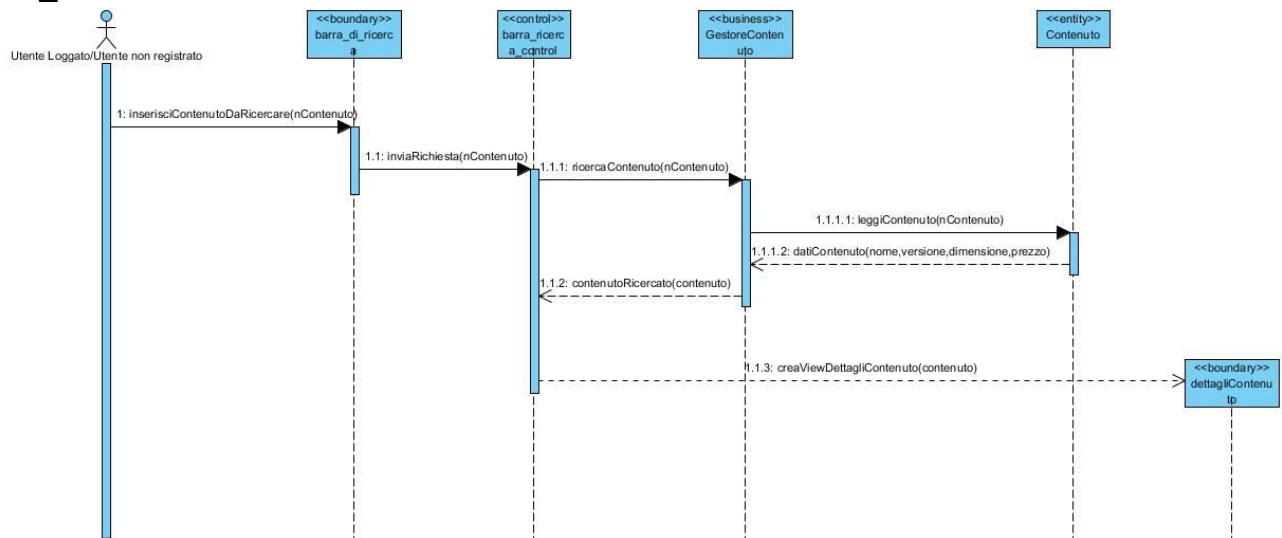 <<boundary>>
barra_di_ricerc
a
<<control>>
barra_ricerc
a_control
<<business>>
GestoreConten
uto
<<entity>>
Contenuto
Utente Loggato/Utente non registrato
1: inserisciContenutoDaRicercare(nContenuto)
1.1: inviaRichiesta(nContenuto)
1.1.1: ricercaContenuto(nContenuto)
1.1.1.1: leggiContenuto(nContenuto)
1.1.1.2: datiContenuto(nome,versione,dimensione,prezzo)
1.1.2: contenutoRicercato(contenuto)
1.1.3: creaViewDettagliContenuto(contenuto)
<<boundary>>
dettagliContenu
to